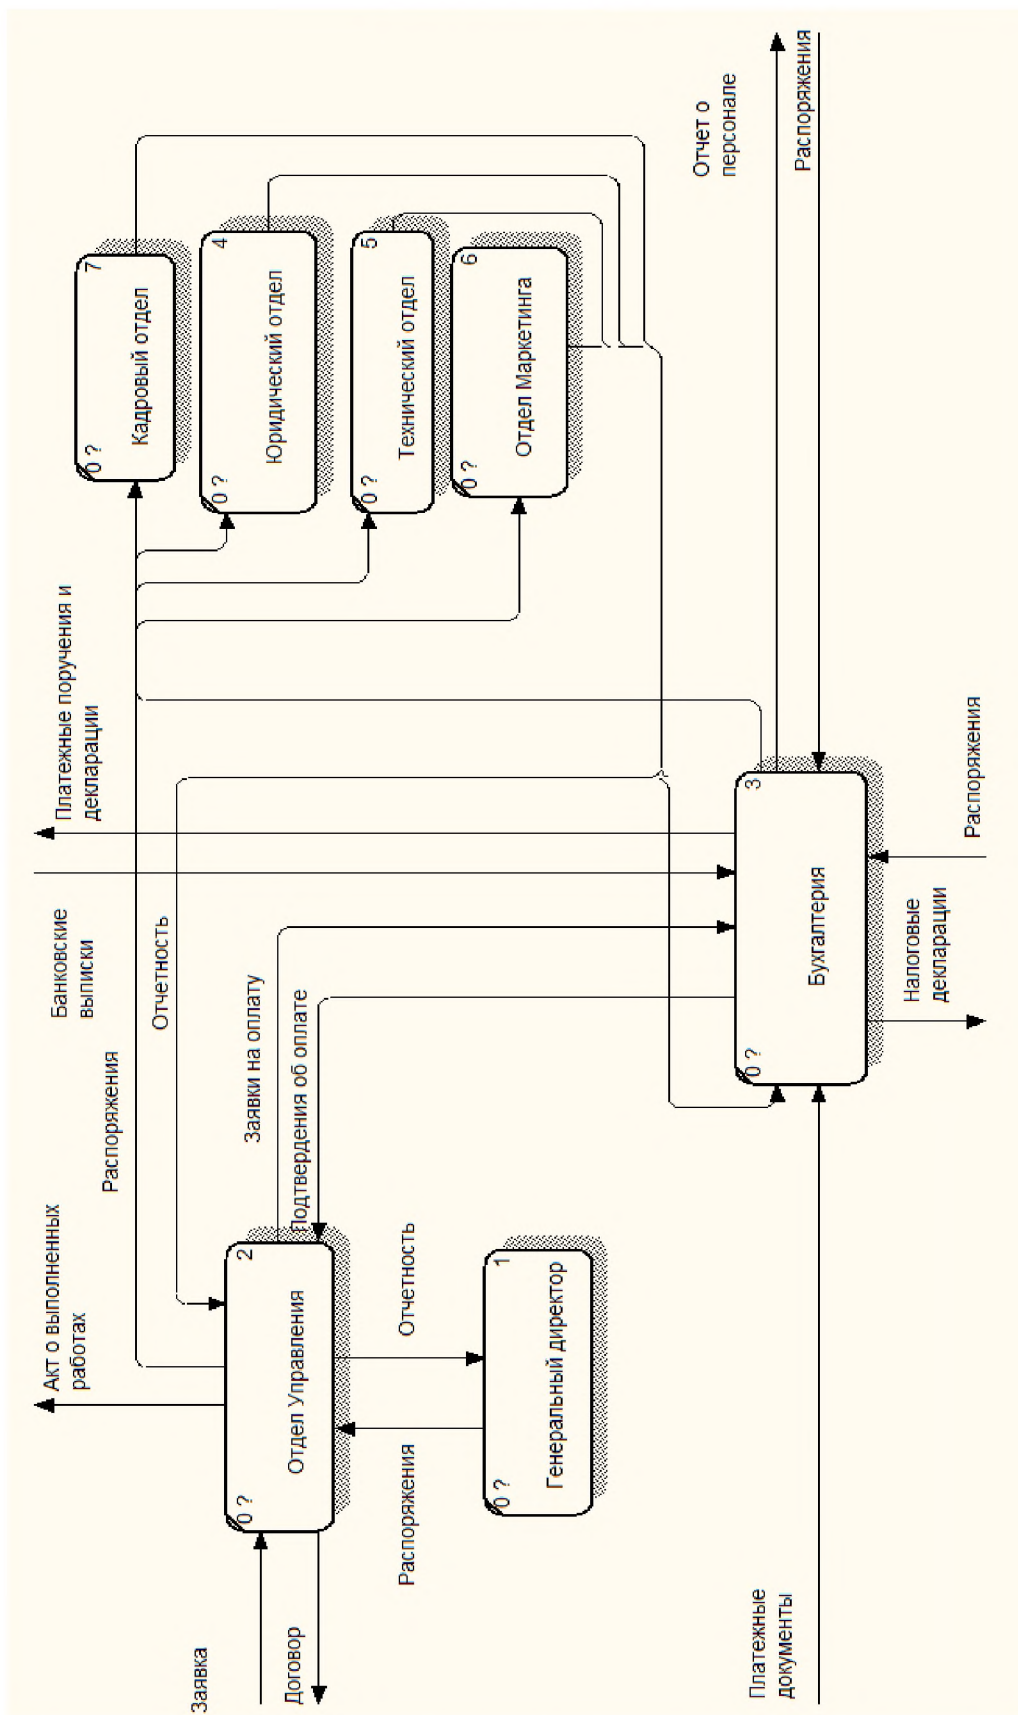 Заявка
Договор
Акт о выполненных
работах
Распоряжения
Банковские
выписки
Отчетность
Платежные поручения и
декларации
Заявки на оплату
Подтвердения об оплате
0 ?
2
Отдел Управления
Распоряжения
Отчетность
0 ?
1
Генеральный директор
0 ?
7
Кадровый отдел
0 ?
4
Юридический отдел
0 ?
5
Технический отдел
0 ?
6
Отдел Маркетинга
Отчет о
персонале
Распоряжения
Платежные
документы
0 ?
3
Бухгалтерия
Налоговые
декларации
Распоряжения